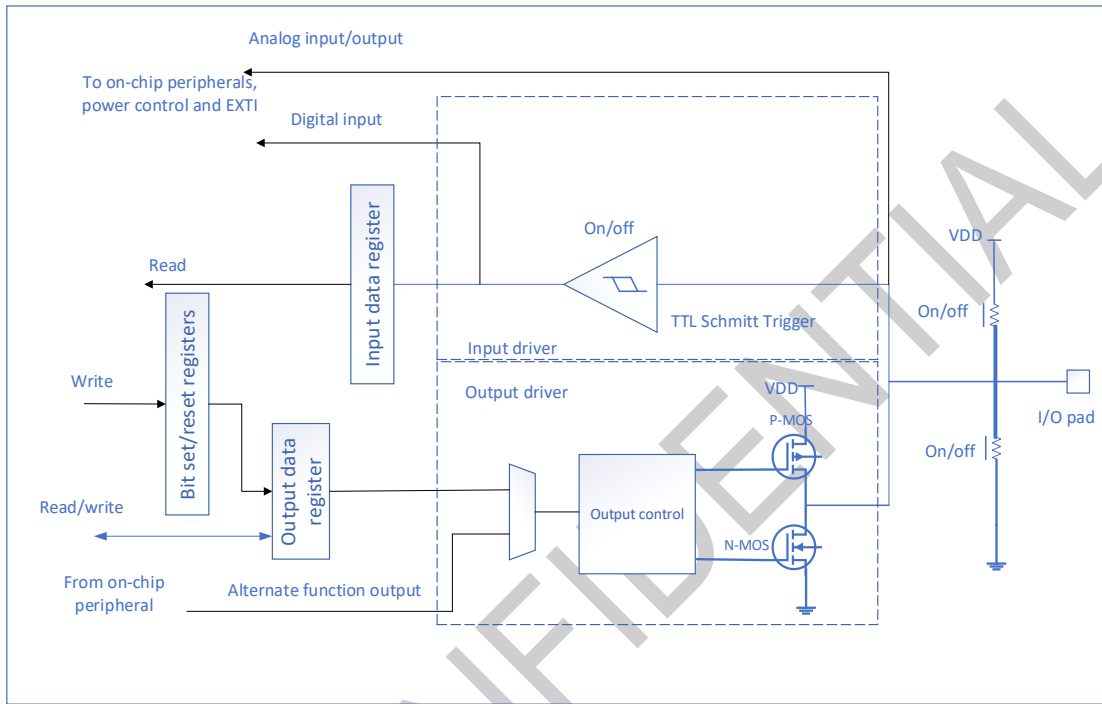 Analog input/output
To on-chip peripherals,
power control and EXTI
Digital input
On/off
Input data register
Read
TTL Schmitt Trigger
Input driver
VDD
On/off
Bit set/reset registers
Write
Output driver
VDD
P-MOS
I/O pad
On/off
Output data
register
Read/write
Output control
N-MOS
From on-chip
peripheral
Alternate function output
NFIDENTIAL